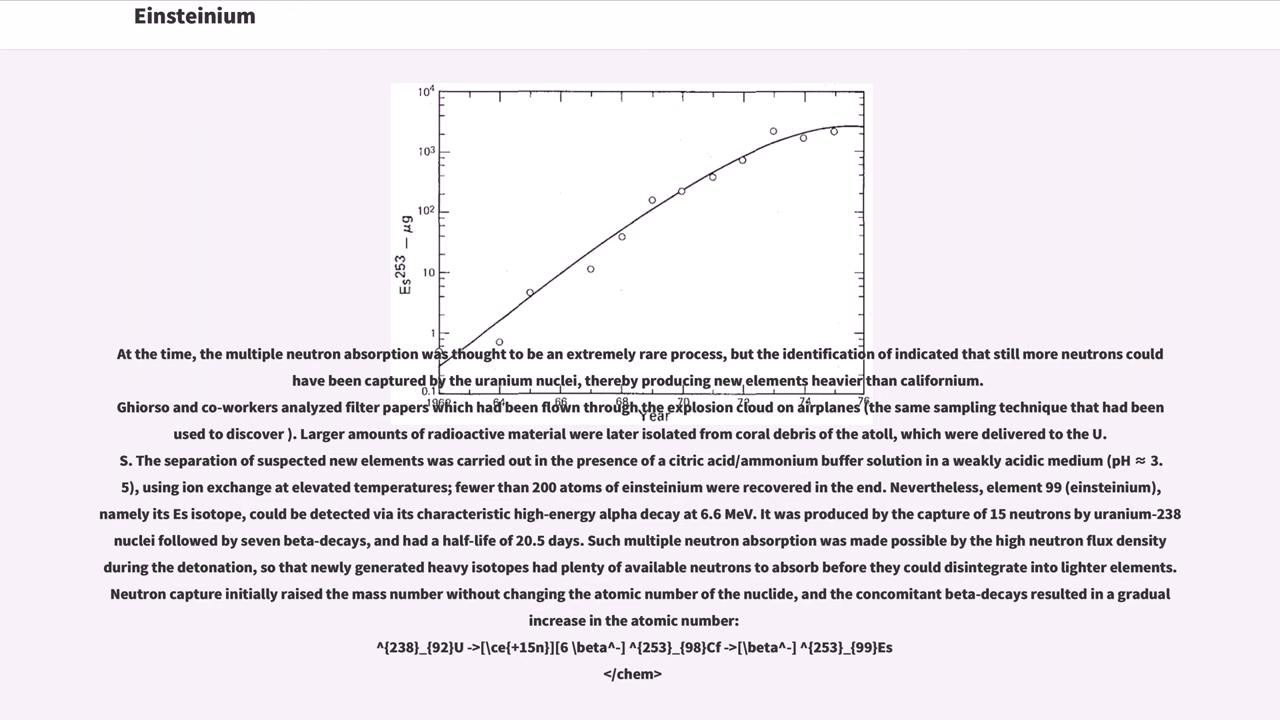 Einsteinium
10⁴
10³
10²
10
1
0.1
Es²⁵³ — μg
At the time, the multiple neutron absorption was thought to be an extremely rare process, but the identification of indicated that still more neutrons could
have been captured by the uranium nuclei, thereby producing new elements heavier than californium.
1962 64 66 68 70 72 74 76
Year
Ghiorso and co-workers analyzed filter papers which had been flown through the explosion cloud on airplanes (the same sampling technique that had been
used to discover ). Larger amounts of radioactive material were later isolated from coral debris of the atoll, which were delivered to the U.
S. The separation of suspected new elements was carried out in the presence of a citric acid/ammonium buffer solution in a weakly acidic medium (pH ≈ 3.
5), using ion exchange at elevated temperatures; fewer than 200 atoms of einsteinium were recovered in the end. Nevertheless, element 99 (einsteinium),
namely its Es isotope, could be detected via its characteristic high-energy alpha decay at 6.6 MeV. It was produced by the capture of 15 neutrons by uranium-238
nuclei followed by seven beta-decays, and had a half-life of 20.5 days. Such multiple neutron absorption was made possible by the high neutron flux density
during the detonation, so that newly generated heavy isotopes had plenty of available neutrons to absorb before they could disintegrate into lighter elements.
Neutron capture initially raised the mass number without changing the atomic number of the nuclide, and the concomitant beta-decays resulted in a gradual
increase in the atomic number:
^{238}_{92}U ->[\ce{+15n}][6 \beta^-] ^{253}_{98}Cf ->[\beta^-] ^{253}_{99}Es
</chem>